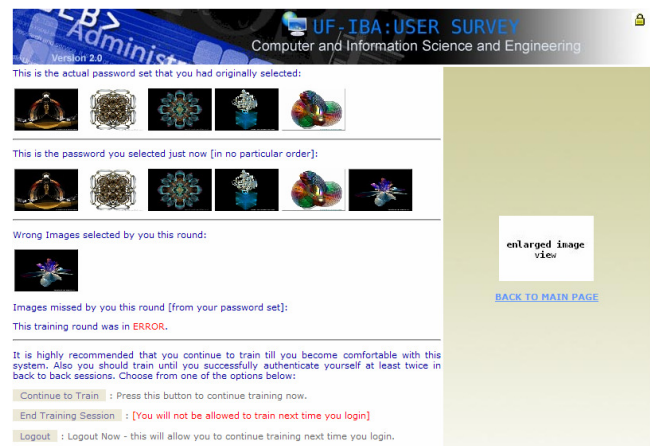 LB>
Administ
Version 2.0
UF-IBA:USER SURVEY
Computer and Information Science and Engineering
This is the actual password set that you had originally selected:
This is the password you selected just now [in no particular order]:
Wrong Images selected by you this round:
enlarged image
view
BACK TO MAIN PAGE
Images missed by you this round [from your password set]:
This training round was in ERROR.
It is highly recommended that you continue to train till you become comfortable with this
system. Also you should train until you successfully authenticate yourself at least twice in
back to back sessions. Choose from one of the options below:
Continue to Train : Press this button to continue training now.
End Training Session : [You will not be allowed to train next time you login]
Logout : Logout Now - this will allow you to continue training next time you login.